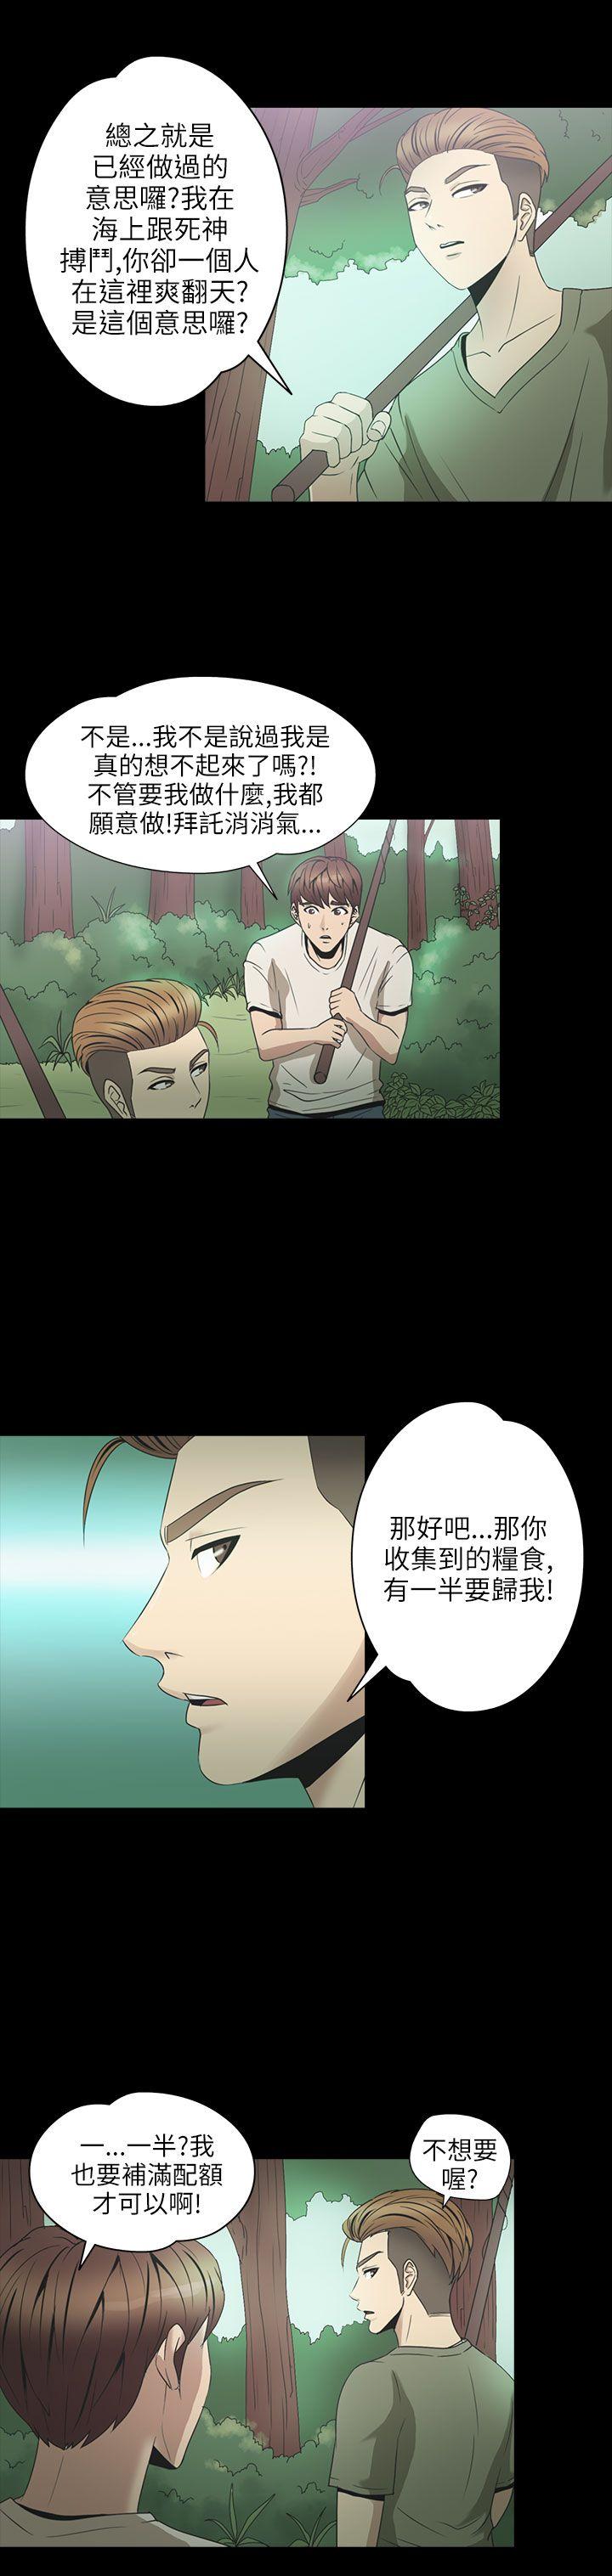 總之就是
已經做過的
意思囉?我在
海上跟死神
搏鬥,你卻一個人
在這裡爽翻天?
是這個意思囉?
不是...我不是說過我是
真的想不起來了嗎?!
不管要我做什麼,我都
願意做!拜託消消氣...
那好吧...那你
收集到的糧食,
有一半要歸我!
一...一半?我
也要補滿配額
才可以啊!
不想要
喔?